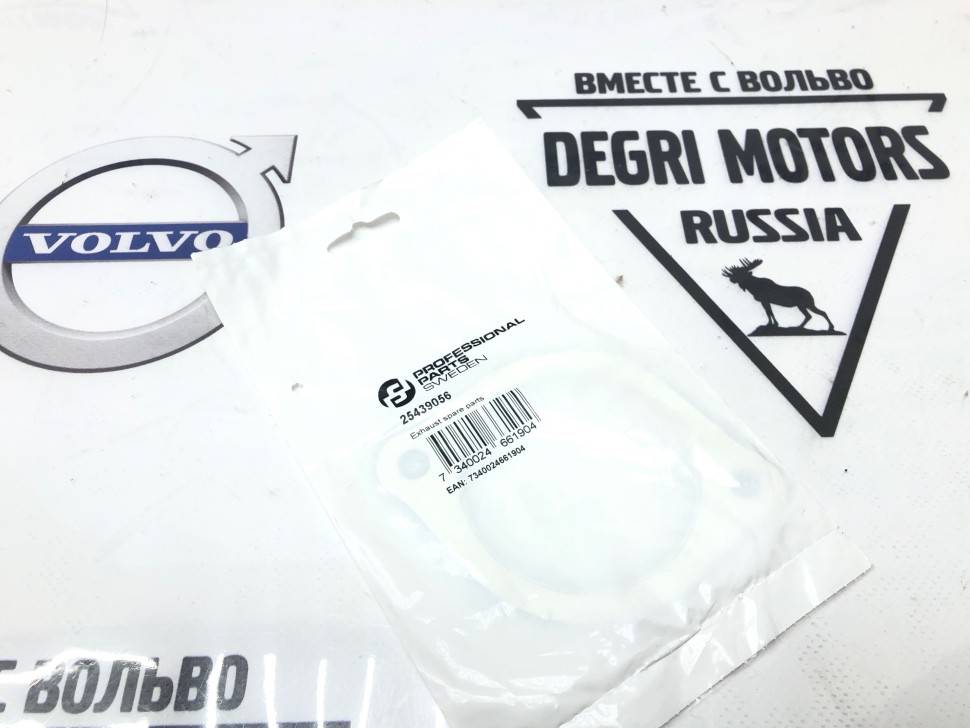 ВМЕСТЕ С ВОЛЬВО
DEGRI MOTORS
RUSSIA
VOLVO
PROFESSIONAL
PARTS
SWEDEN
25439056
Exhaust spare parts
7 340024 661904
EAN: 7340024661904
Е ВОЛЬВО